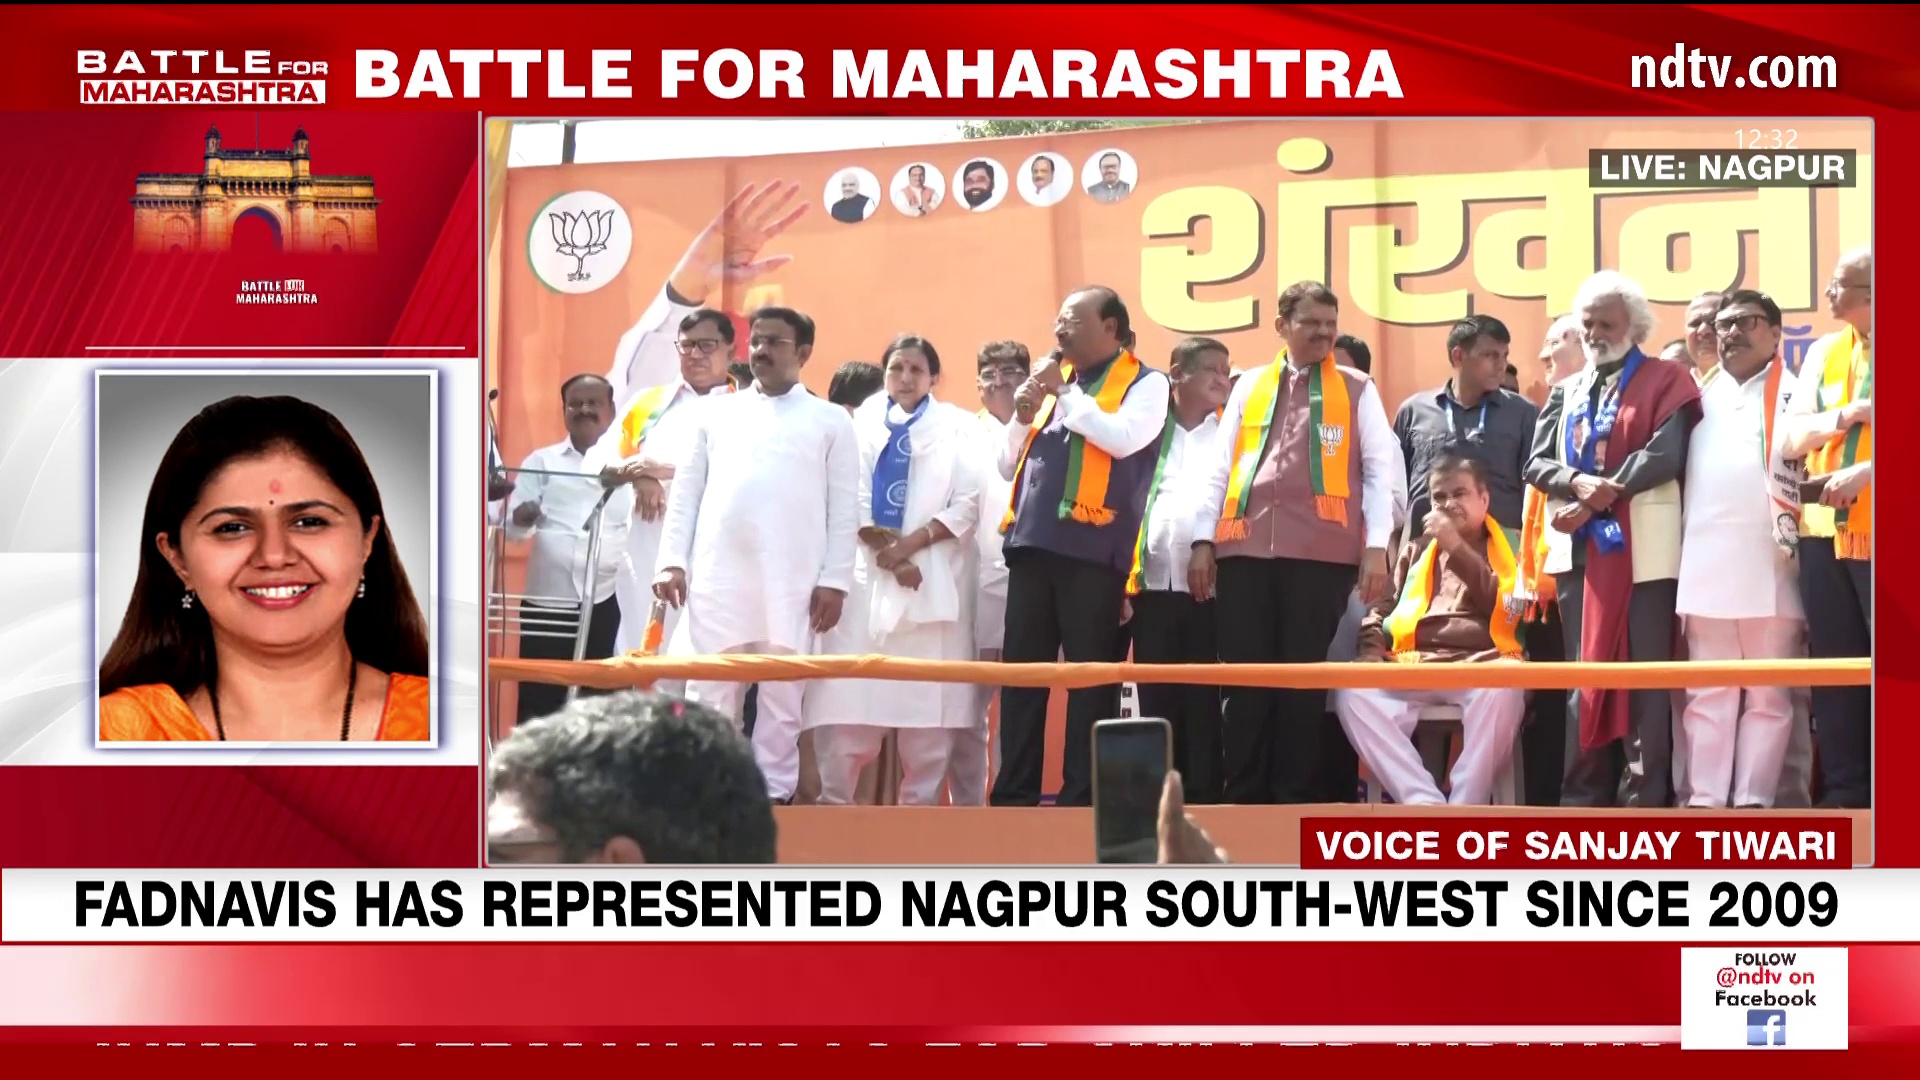 BATTLE FOR
MAHARASHTRA
BATTLE FOR MAHARASHTRA
ndtv.com
12:32
LIVE: NAGPUR
शंखना
BATTLE FOR
MAHARASHTRA
VOICE OF SANJAY TIWARI
FADNAVIS HAS REPRESENTED NAGPUR SOUTH-WEST SINCE 2009
FOLLOW
@ndtv on
Facebook
f